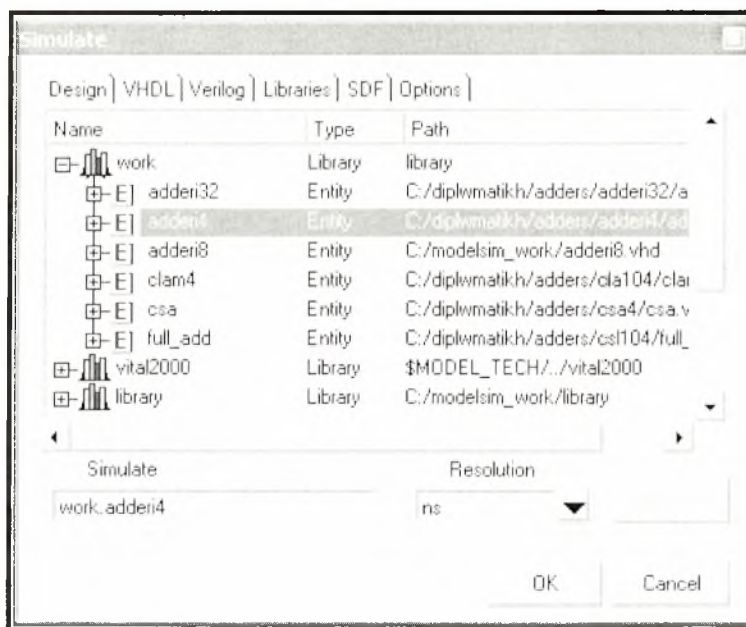 Simulate
Design VHDL Verilog Libraries SDF Options
Name Type Path
work Library library
E] adderi32 Entity C:/diplwmatikh/adders/adderi32/a
E] adderi4 Entity C:/diplwmatikh/adders/adderi4/ad
E] adderi8 Entity C:/modelsim_work/adderi8.vhd
E] clam4 Entity C:/diplwmatikh/adders/cla104/clar
E] csa Entity C:/diplwmatikh/adders/csa4/csa.v
E] full_add Entity C:/diplwmatikh/adders/csl104/full_
vital2000 Library $MODEL_TECH/../vital2000
library Library C:/modelsim_work/library
Simulate Resolution
work.adderi4 ns
OK Cancel